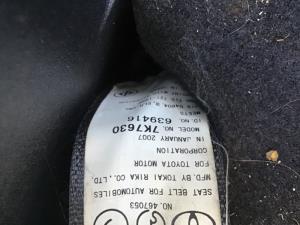 NO.467053
SEAT BELT FOR AUTOMOBILES
MFD. BY TOKAI RIKA CO., LTD.
FOR TOYOTA MOTOR
CORPORATION
MODEL NO. 7K7630
IN JANUARY 2007
ID. NO. 639416
MEETS